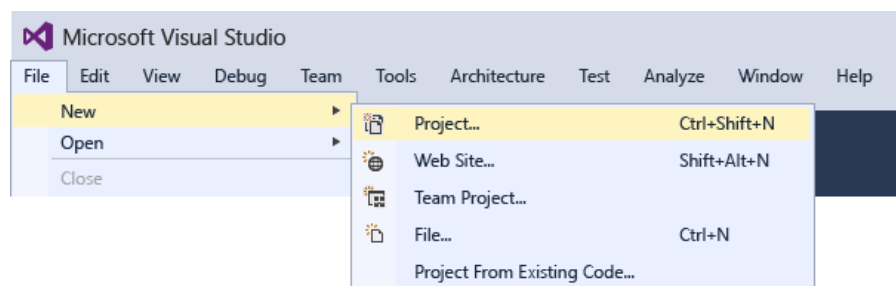 Microsoft Visual Studio
File Edit View Debug Team Tools Architecture Test Analyze Window Help
New
Open
Close
Project... Ctrl+Shift+N
Web Site... Shift+Alt+N
Team Project...
File... Ctrl+N
Project From Existing Code...